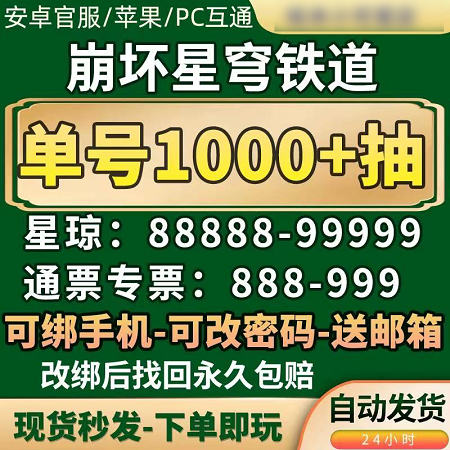 安卓官服/苹果/PC互通
崩坏星穹铁道
单号1000+抽
星琼：88888-99999
通票专票：888-999
可绑手机-可改密码-送邮箱
改绑后找回永久包赔
现货秒发-下单即玩
自动发货
24小时